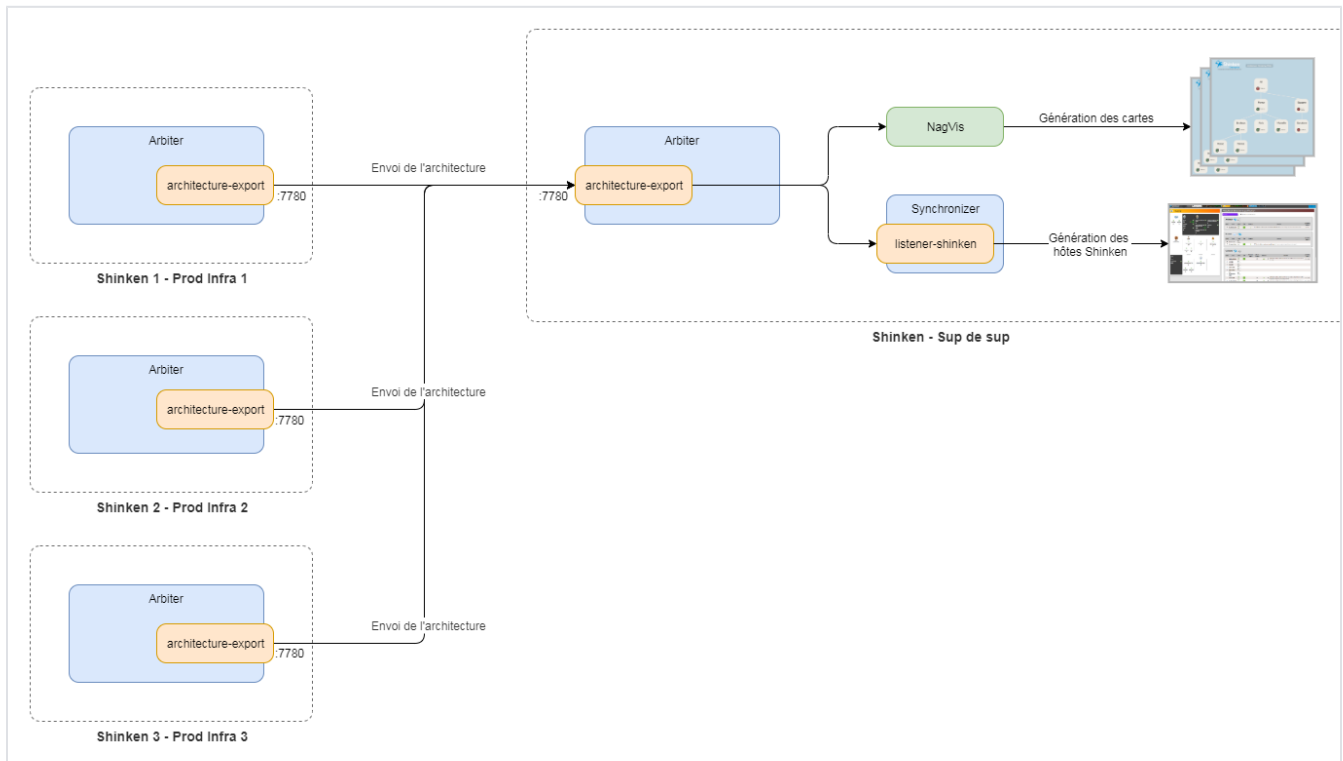 Arbiter
architecture-export
:7780
Shinken 1 - Prod Infra 1
Envoi de l'architecture
Arbiter
architecture-export
:7780
Shinken 2 - Prod Infra 2
Envoi de l'architecture
Arbiter
architecture-export
:7780
Shinken 3 - Prod Infra 3
Envoi de l'architecture
:7780
Arbiter
architecture-export
NagVis
Génération des cartes
Synchronizer
listener-shinken
Génération des
hôtes Shinken
Shinken - Sup de sup